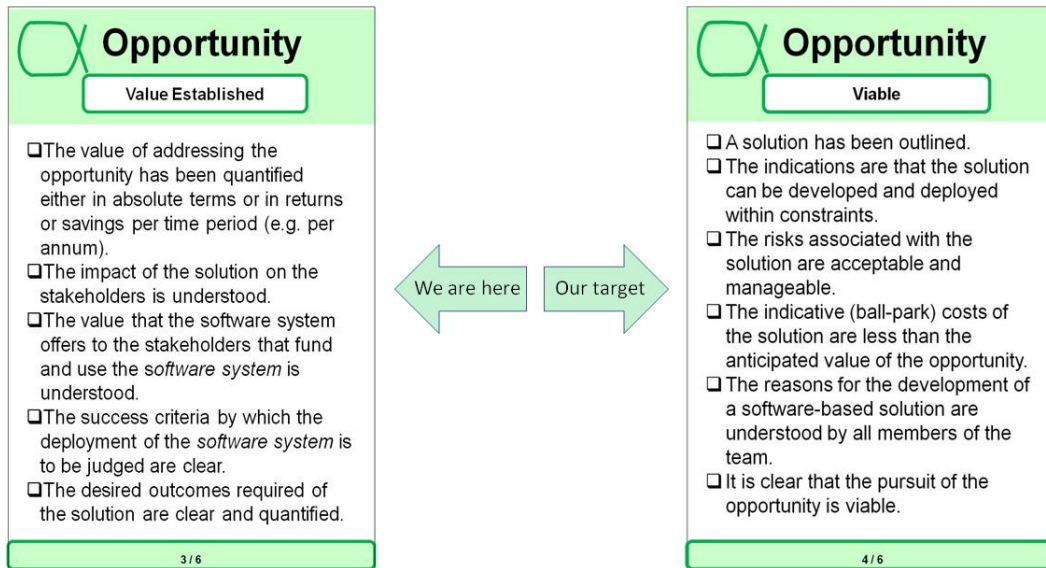 Opportunity
Value Established
❑The value of addressing the
opportunity has been quantified
either in absolute terms or in returns
or savings per time period (e.g. per
annum).
❑The impact of the solution on the
stakeholders is understood.
❑The value that the software system
offers to the stakeholders that fund
and use the software system is
understood.
❑The success criteria by which the
deployment of the software system is
to be judged are clear.
❑The desired outcomes required of
the solution are clear and quantified.
3 / 6
We are here
Our target
Opportunity
Viable
❑ A solution has been outlined.
❑ The indications are that the solution
can be developed and deployed
within constraints.
❑ The risks associated with the
solution are acceptable and
manageable.
❑ The indicative (ball-park) costs of
the solution are less than the
anticipated value of the opportunity.
❑ The reasons for the development of
a software-based solution are
understood by all members of the
team.
❑ It is clear that the pursuit of the
opportunity is viable.
4 / 6